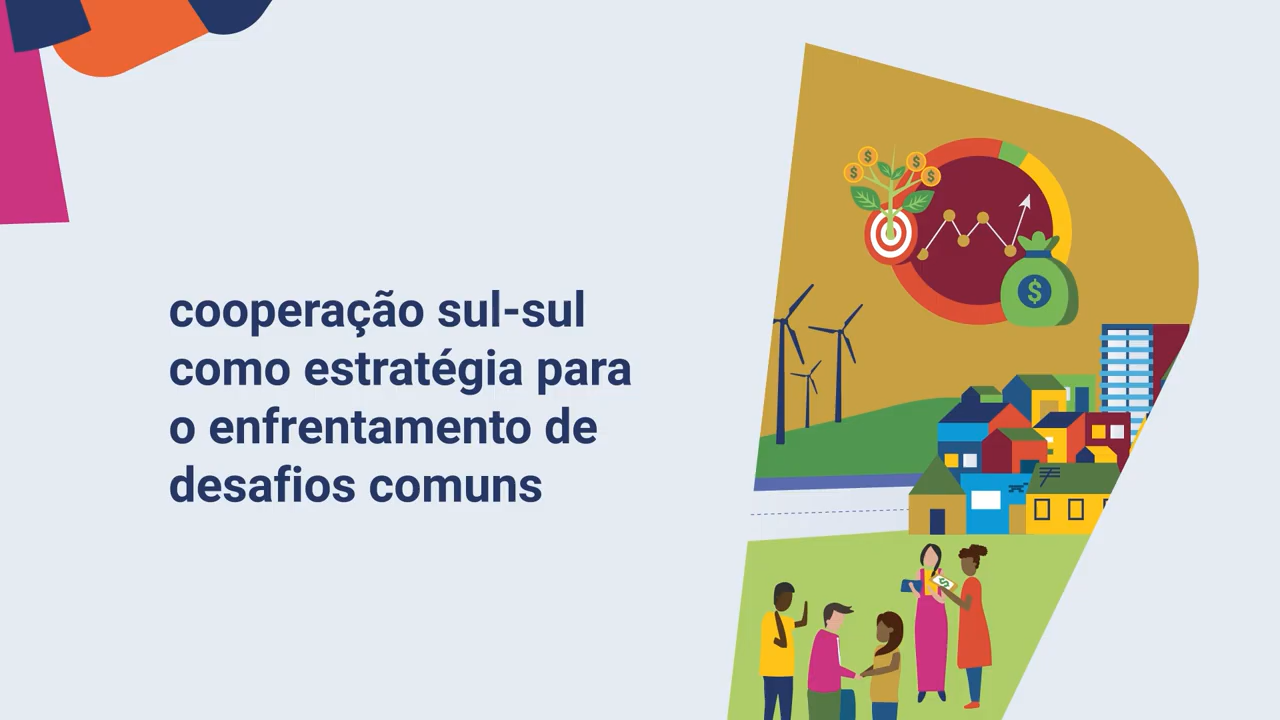 cooperação sul-sul
como estratégia para
o enfrentamento de
desafios comuns
$
$
$
$
$
$